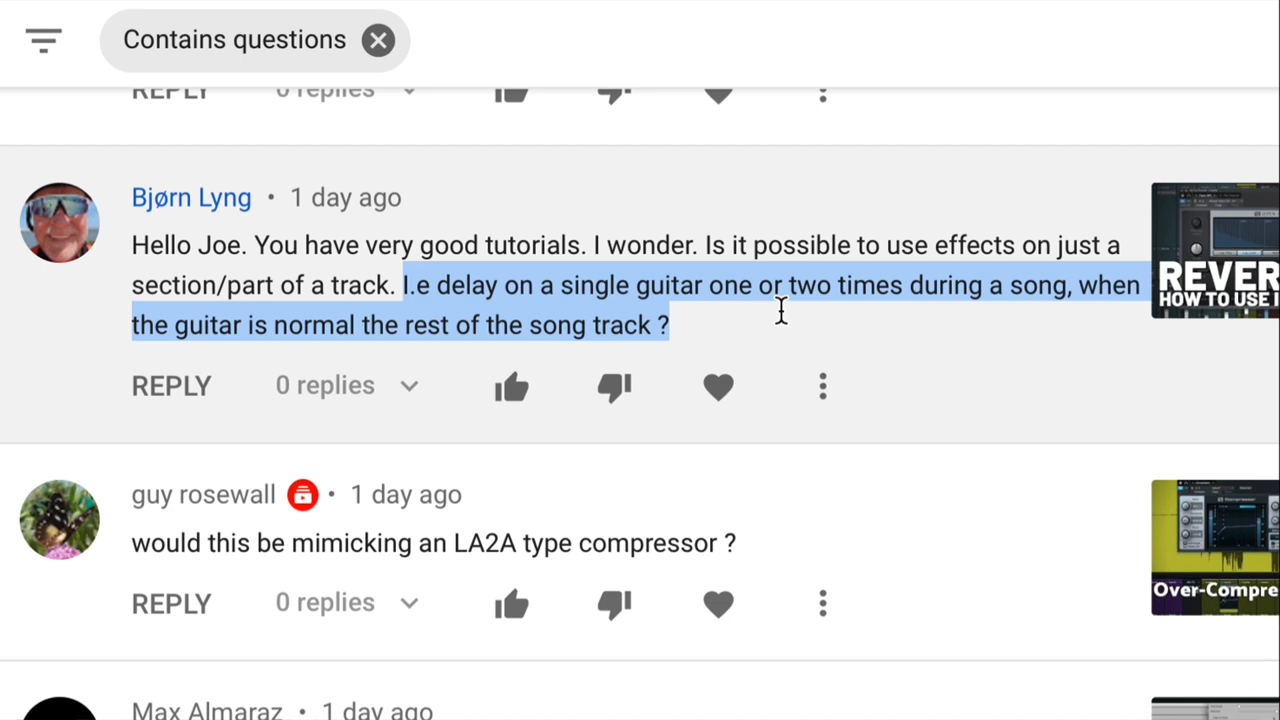 Contains questions
REPLY 0 replies
Bjørn Lyng • 1 day ago
Hello Joe. You have very good tutorials. I wonder. Is it possible to use effects on just a
section/part of a track. I.e delay on a single guitar one or two times during a song, when
the guitar is normal the rest of the song track ?
REVER
HOW TO USE I
REPLY 0 replies
guy rosewall • 1 day ago
would this be mimicking an LA2A type compressor ?
Over-Compre
REPLY 0 replies
Max Almaraz • 1 day ago